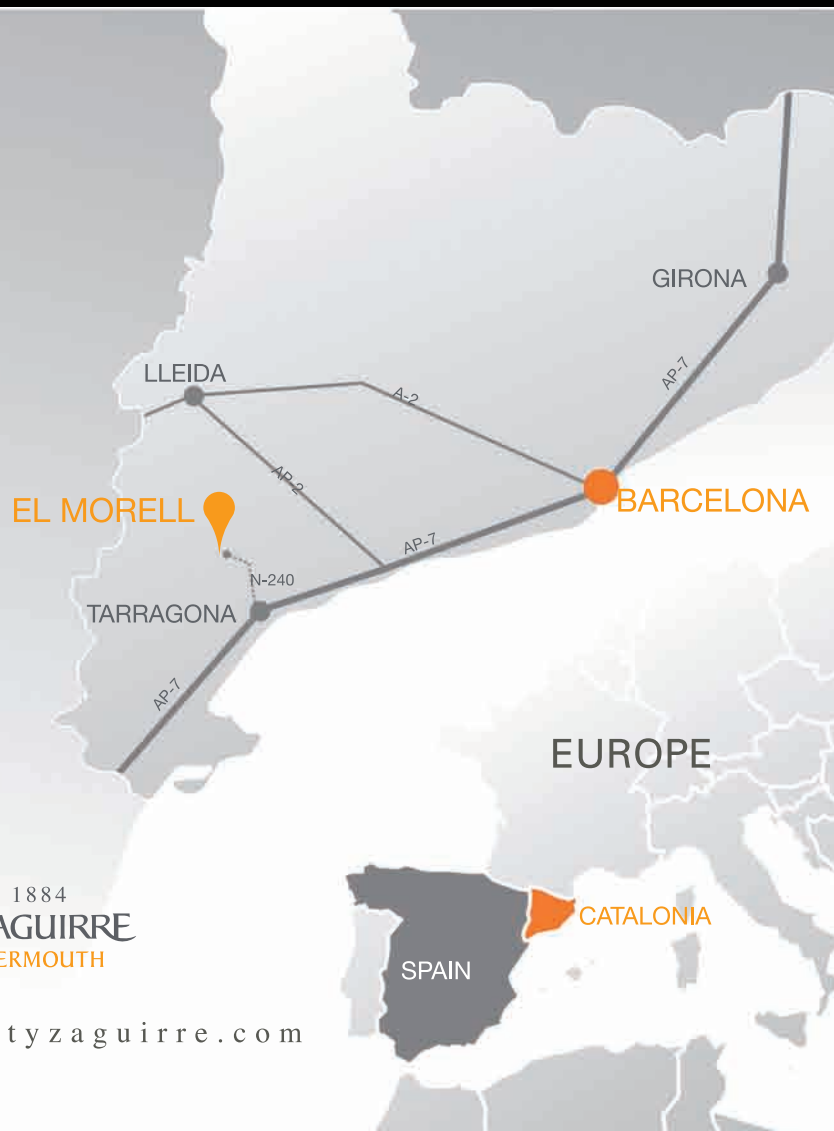 GIRONA
LLEIDA
AP-7
A-2
AP-2
EL MORELL
BARCELONA
AP-7
N-240
TARRAGONA
AP-7
EUROPE
1884
AGUIRRE
ERMOUTH
CATALONIA
SPAIN
tyzaguirre.com